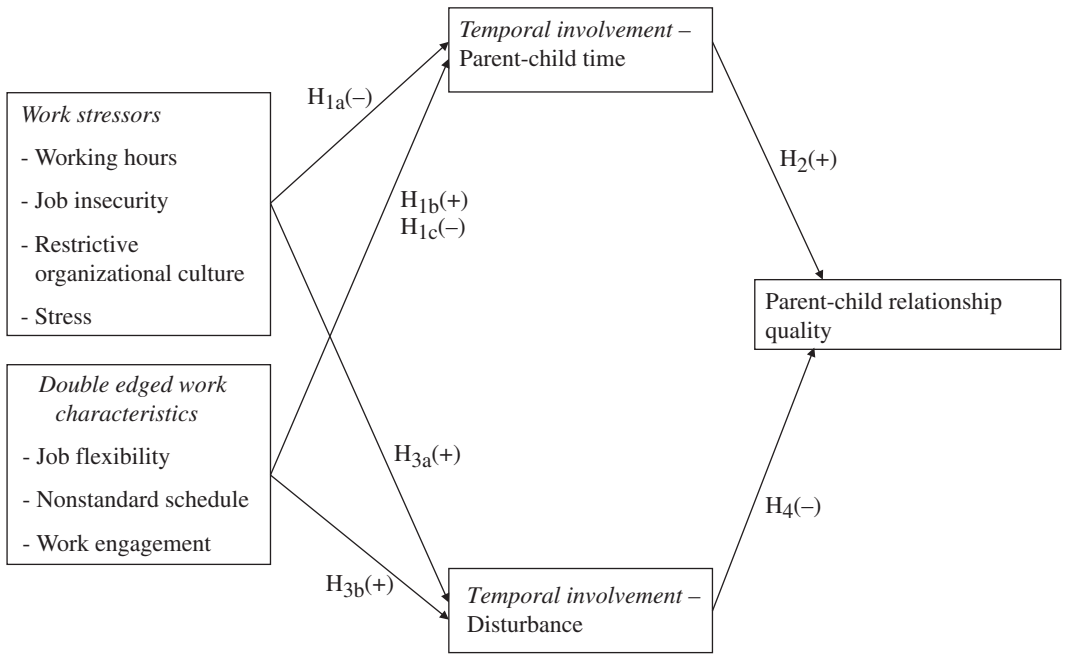 Temporal involvement –
Parent-child time
H1a(–)
Work stressors
- Working hours
- Job insecurity
- Restrictive
organizational culture
- Stress
H1b(+)
H1c(–)
H2(+)
Parent-child relationship
quality
Double edged work
characteristics
- Job flexibility
- Nonstandard schedule
- Work engagement
H3a(+)
H4(–)
H3b(+)
Temporal involvement –
Disturbance